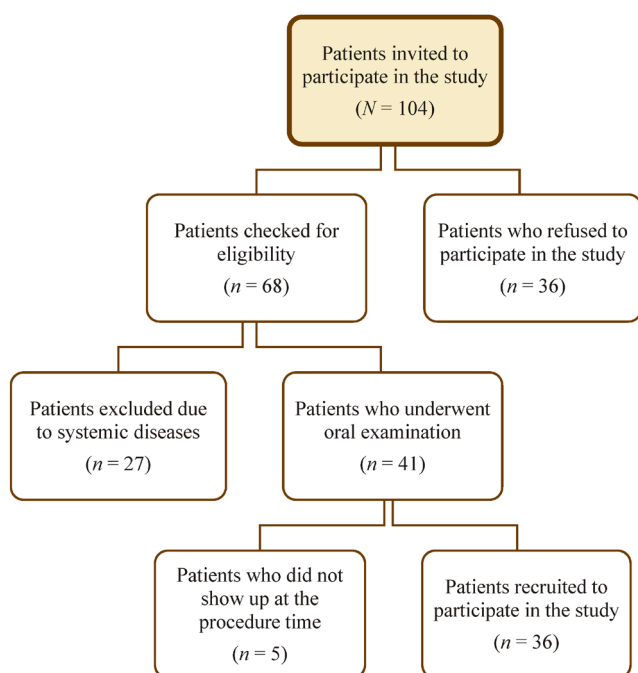 Patients invited to
participate in the study
(N = 104)
Patients checked for
eligibility
(n = 68)
Patients who refused to
participate in the study
(n = 36)
Patients excluded due
to systemic diseases
(n = 27)
Patients who underwent
oral examination
(n = 41)
Patients who did not
show up at the
procedure time
(n = 5)
Patients recruited to
participate in the study
(n = 36)